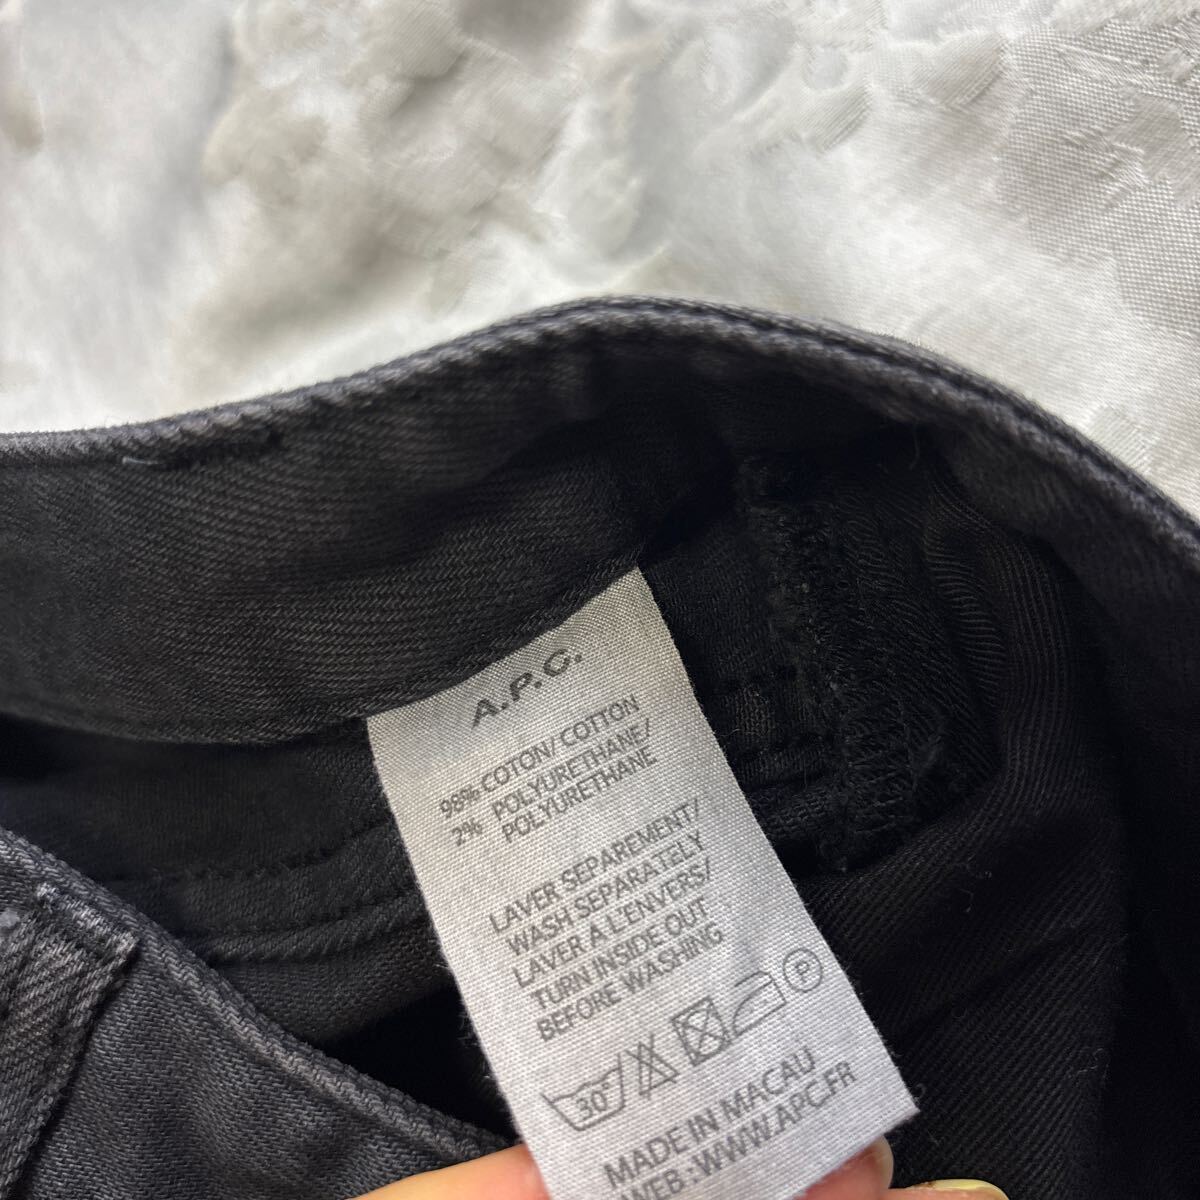 A.P.C.
98% COTON/ COTTON
2% POLYURETHANE/
POLYURETHANE
LAVER SEPAREMENT/
WASH SEPARATELY
LAVER A L'ENVERS/
TURN INSIDE OUT
BEFORE WASHING
30° P
MADE IN MACAU
WEB : WWW.APC.FR